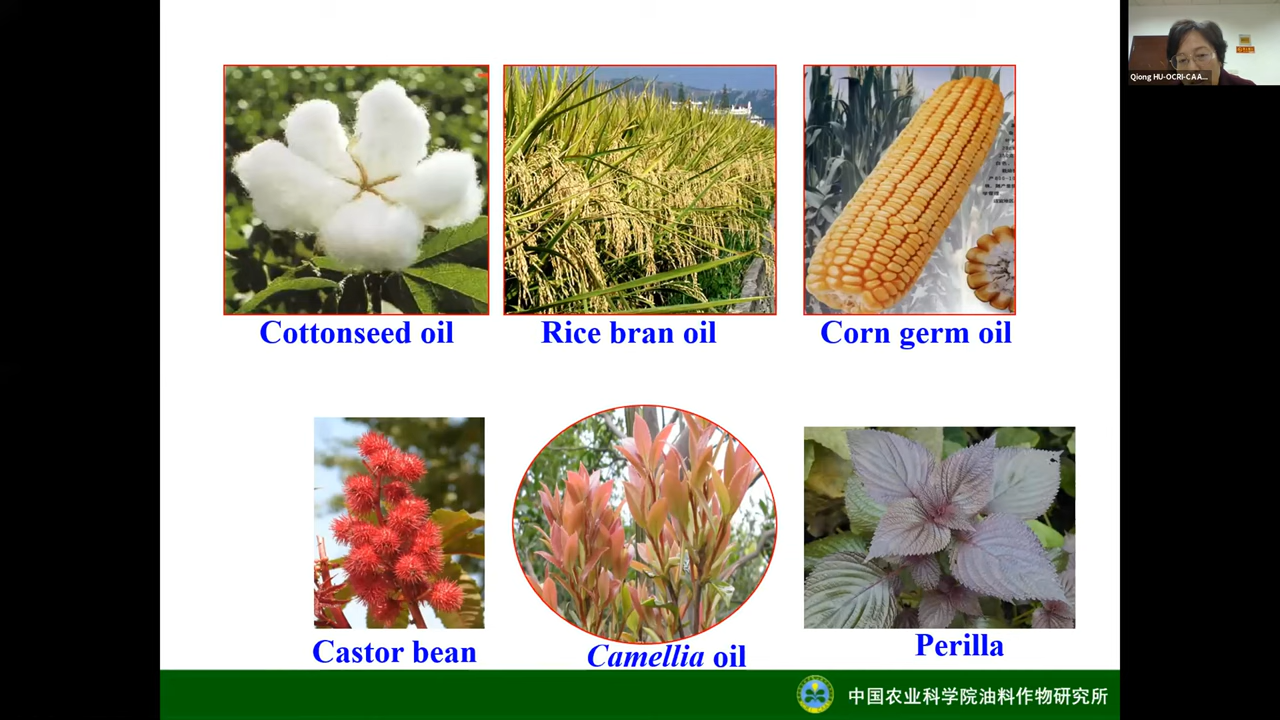 Qiong HU-OCRI-CAA...
Cottonseed oil
Rice bran oil
Corn germ oil
Castor bean
Camellia oil
Perilla
中国农业科学院油料作物研究所